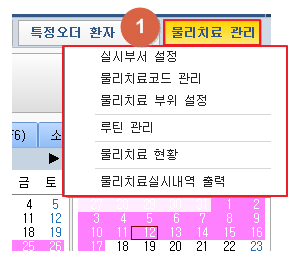 특정오더 환자 1 물리치료 관리
실시부서 설정
물리치료코드 관리
물리치료 부위 설정
루틴 관리
물리치료 현황
물리치료실시내역 출력
F6) 소
▶
금 토
4 5 1 2
11 12 3 4 5 6 7 8 9
18 19 10 11 12 13 14 15 16
25 26 17 18 19 20 21 22 23